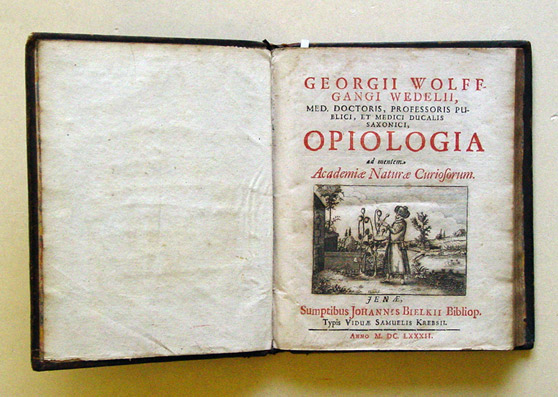 GEORGII WOLFF-
GANGI WEDELII,
MED. DOCTORIS, PROFESSORIS PU-
BLICI, ET MEDICI DUCALIS
SAXONICI,
OPIOLOGIA
ad mentem
Academiæ Naturæ Curiosorum.
JENÆ,
Sumptibus JOHANNIS BIELKII Bibliop.
Typis VIDUÆ SAMUELIS KREBSII.
ANNO M. DC. LXXXII.